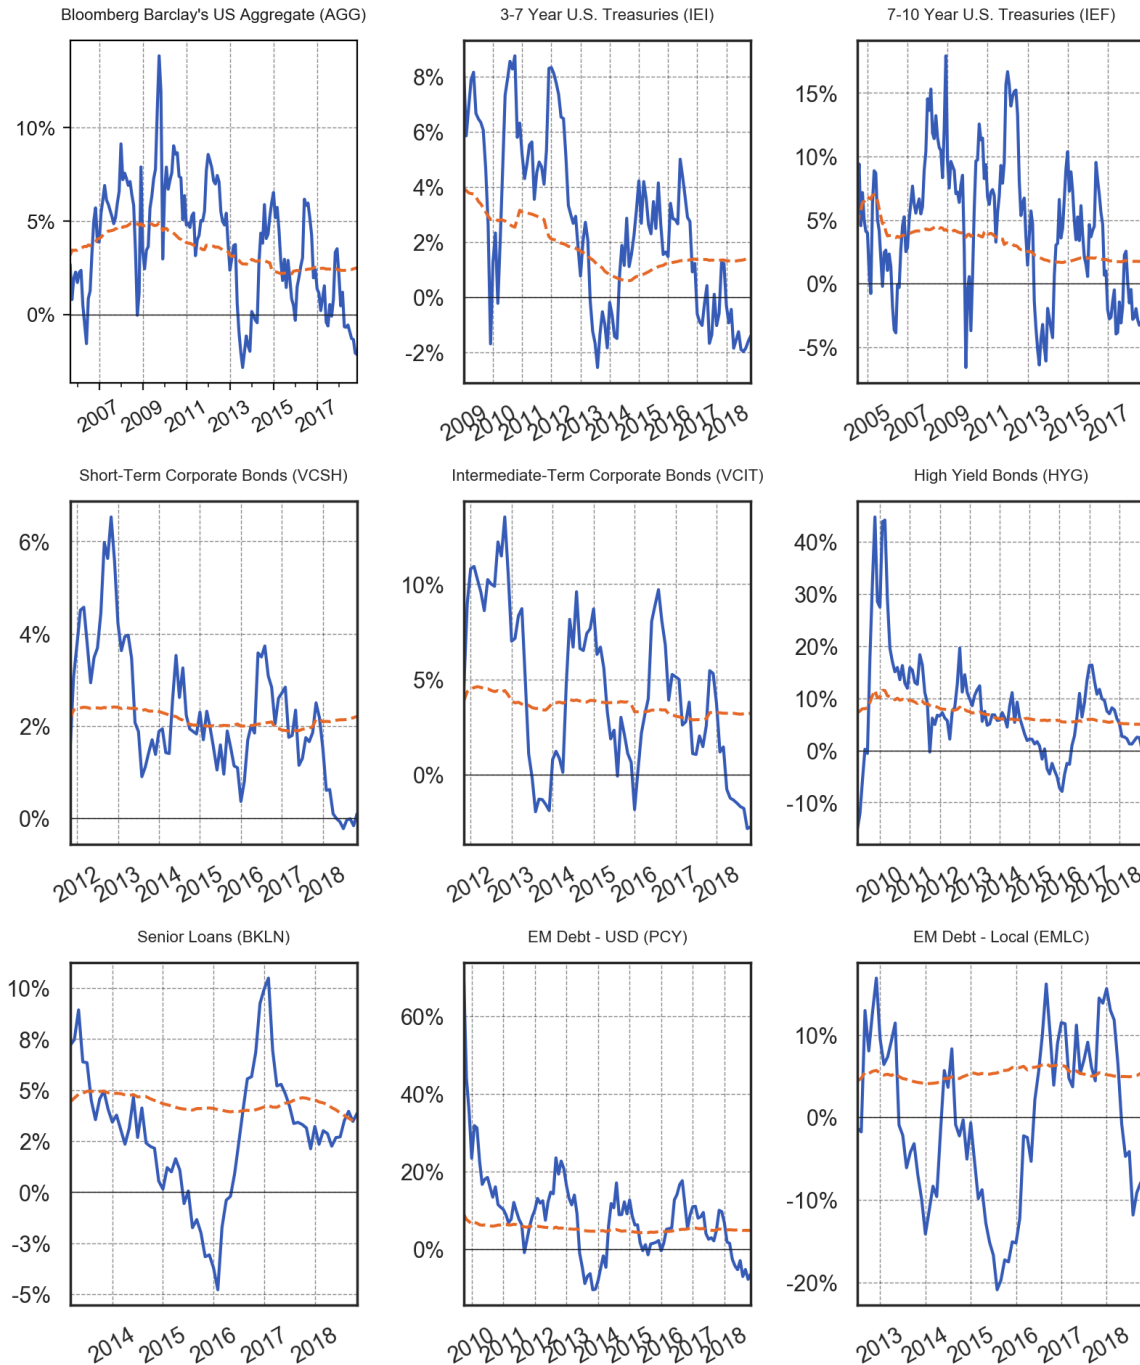 Bloomberg Barclay's US Aggregate (AGG)
10%
5%
0%
2007 2009 2011 2013 2015 2017
3-7 Year U.S. Treasuries (IEI)
8%
6%
4%
2%
0%
-2%
2009 2010 2011 2012 2013 2014 2015 2016 2017 2018
7-10 Year U.S. Treasuries (IEF)
15%
10%
5%
0%
-5%
2005 2007 2009 2011 2013 2015 2017
Short-Term Corporate Bonds (VCSH)
6%
4%
2%
0%
2012 2013 2014 2015 2016 2017 2018
Intermediate-Term Corporate Bonds (VCIT)
10%
5%
0%
2012 2013 2014 2015 2016 2017 2018
High Yield Bonds (HYG)
40%
30%
20%
10%
0%
-10%
2010 2011 2012 2013 2014 2015 2016 2017 2018
Senior Loans (BKLN)
10%
8%
5%
2%
0%
-3%
-5%
2014 2015 2016 2017 2018
EM Debt - USD (PCY)
60%
40%
20%
0%
2010 2011 2012 2013 2014 2015 2016 2017 2018
EM Debt - Local (EMLC)
10%
0%
-10%
-20%
2013 2014 2015 2016 2017 2018